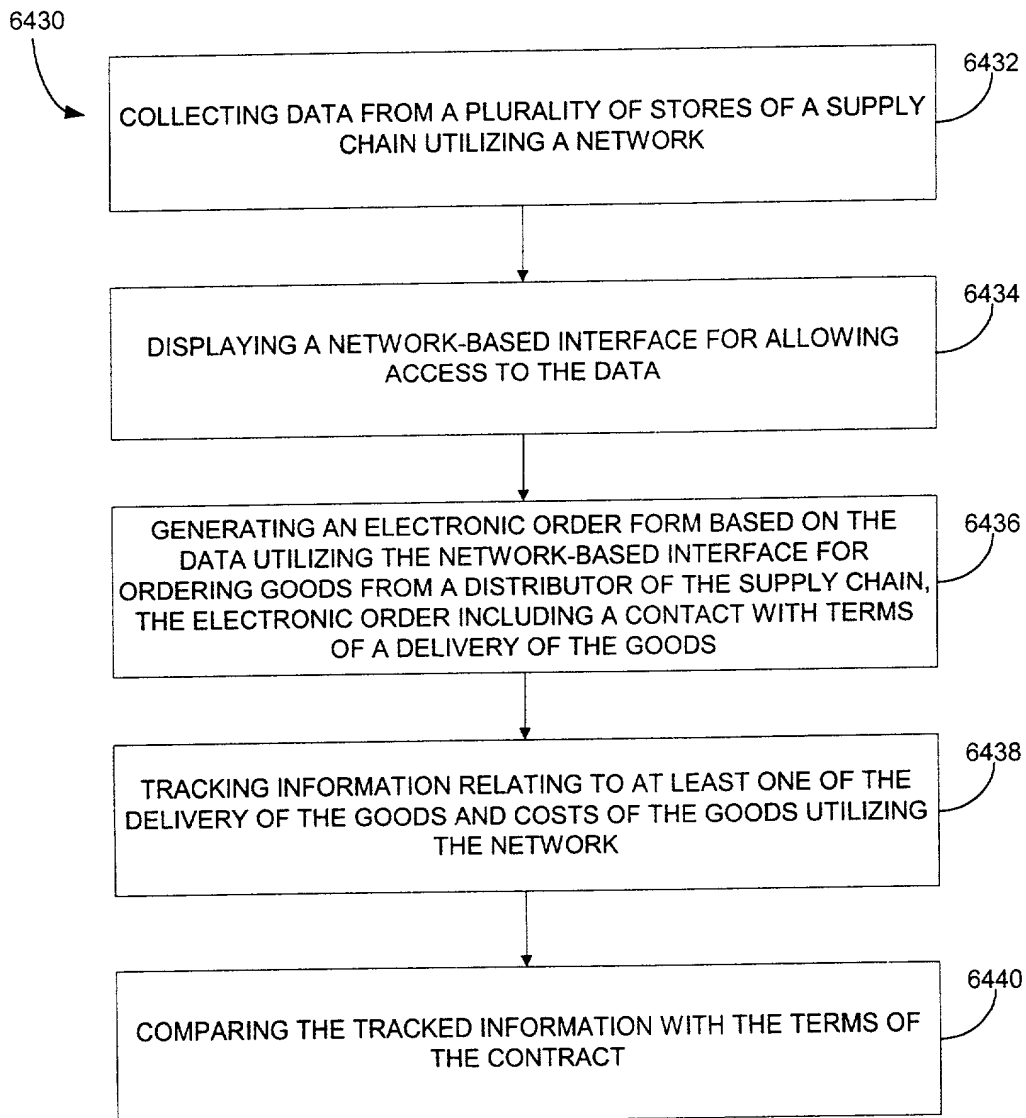 6430
6432
COLLECTING DATA FROM A PLURALITY OF STORES OF A SUPPLY
CHAIN UTILIZING A NETWORK
6434
DISPLAYING A NETWORK-BASED INTERFACE FOR ALLOWING
ACCESS TO THE DATA
6436
GENERATING AN ELECTRONIC ORDER FORM BASED ON THE
DATA UTILIZING THE NETWORK-BASED INTERFACE FOR
ORDERING GOODS FROM A DISTRIBUTOR OF THE SUPPLY CHAIN,
THE ELECTRONIC ORDER INCLUDING A CONTACT WITH TERMS
OF A DELIVERY OF THE GOODS
6438
TRACKING INFORMATION RELATING TO AT LEAST ONE OF THE
DELIVERY OF THE GOODS AND COSTS OF THE GOODS UTILIZING
THE NETWORK
6440
COMPARING THE TRACKED INFORMATION WITH THE TERMS OF
THE CONTRACT